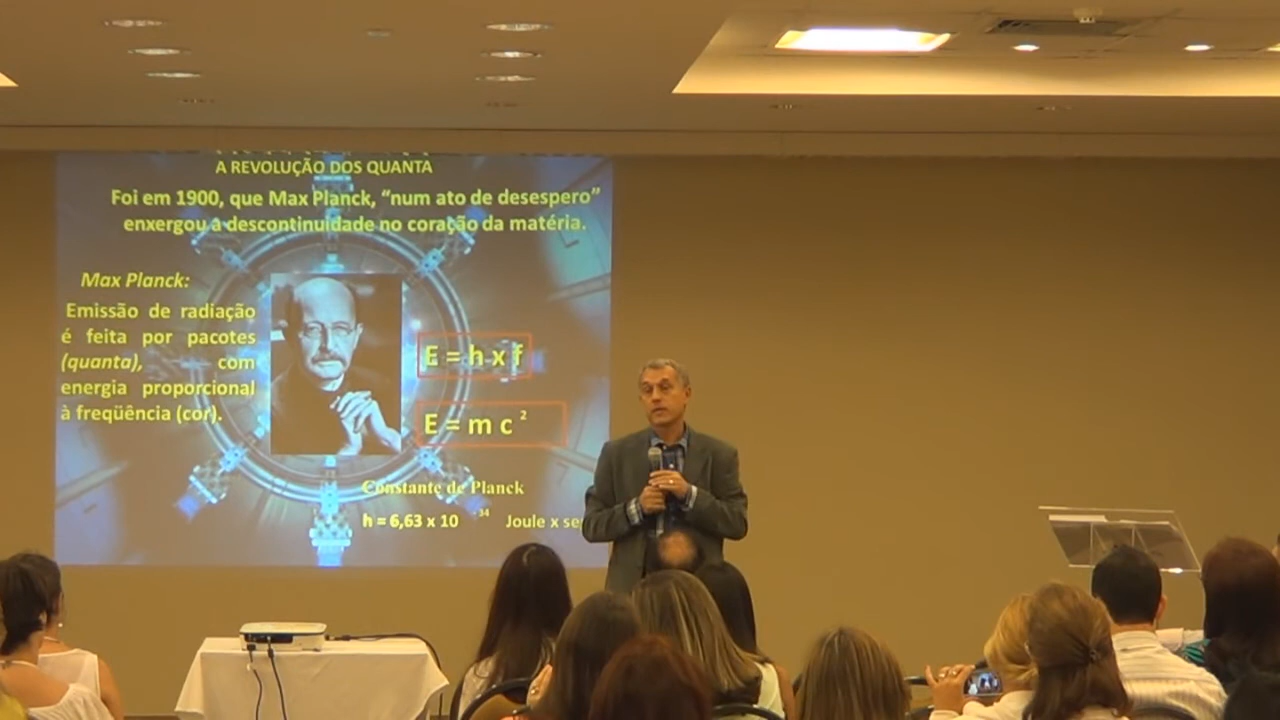 A REVOLUÇÃO DOS QUANTA
Foi em 1900, que Max Planck, “num ato de desespero”
enxergou a descontinuidade no coração da matéria.
Max Planck:
Emissão de radiação
é feita por pacotes
(quanta), com
energia proporcional
à freqüência (cor).
E = h x f
E = m c ²
Constante de Planck
h = 6,63 x 10 ⁻³⁴ Joule x se